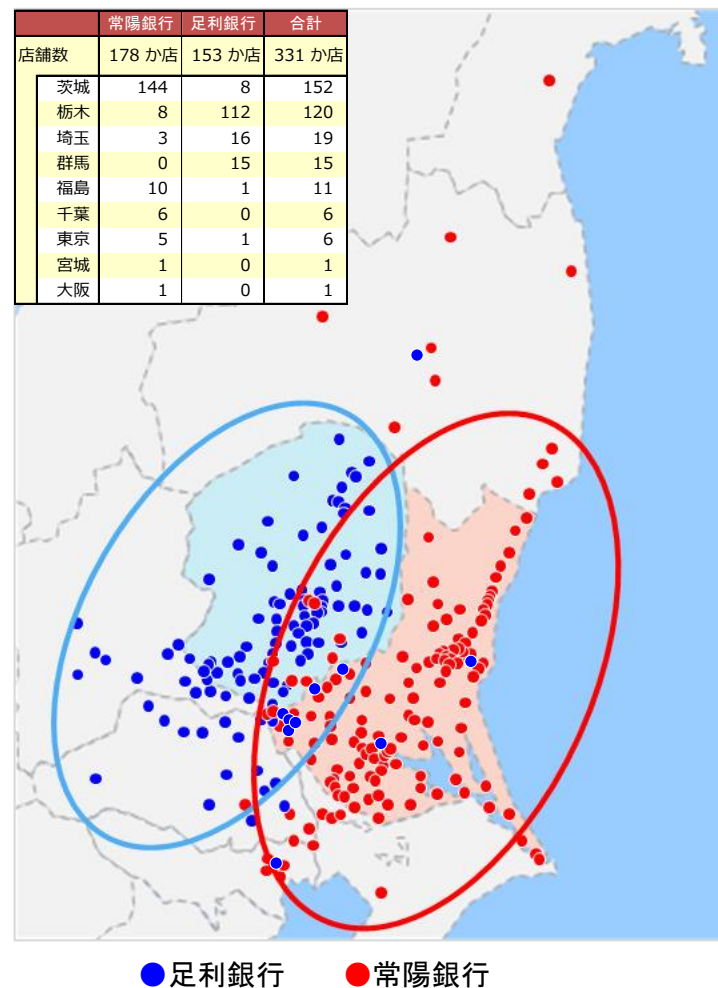 常陽銀行 足利銀行 合計
店舗数 178 か店 153 か店 331 か店
茨城 144 8 152
栃木 8 112 120
埼玉 3 16 19
群馬 0 15 15
福島 10 1 11
千葉 6 0 6
東京 5 1 6
宮城 1 0 1
大阪 1 0 1
足利銀行 常陽銀行